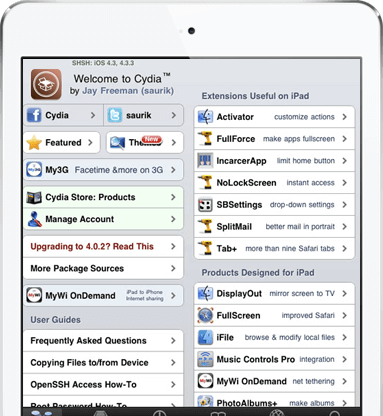 SHSH: iOS 4.3, 4.3.3
Welcome to Cydia™
by Jay Freeman (saurik)
Cydia
saurik
Featured
Themes
New
My3G Facetime&more on 3G
Cydia Store: Products
Manage Account
Upgrading to 4.0.2? Read This
More Package Sources
MyWi OnDemand iPad to iPhone
Internet sharing
User Guides
Frequently Asked Questions
Copying Files to/from Device
OpenSSH Access How-To
Root Password How-To
Extensions Useful on iPad
Activator customize actions
FullForce make apps fullscreen
IncarcerApp limit home button
NoLockScreen instant access
SBSettings drop-down settings
SplitMail better mail in portrait
Tab+ more than nine Safari tabs
Products Designed for iPad
DisplayOut mirror screen to TV
FullScreen improved Safari
iFile browse & modify local files
Music Controls Pro integration
MyWi OnDemand net tethering
PhotoAlbums+ make albums